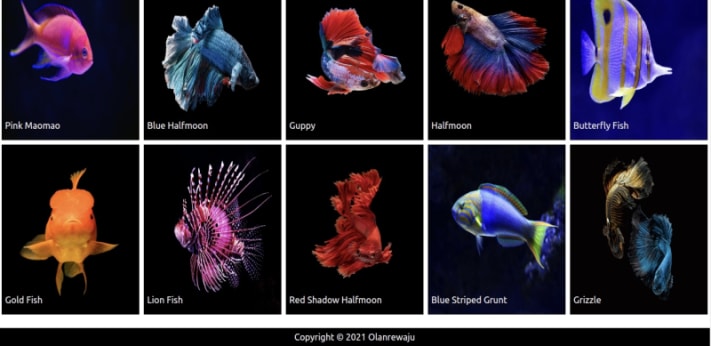 Pink Maomao
Blue Halfmoon
Guppy
Halfmoon
Butterfly Fish
Gold Fish
Lion Fish
Red Shadow Halfmoon
Blue Striped Grunt
Grizzle
Copyright © 2021 Olanrewaju